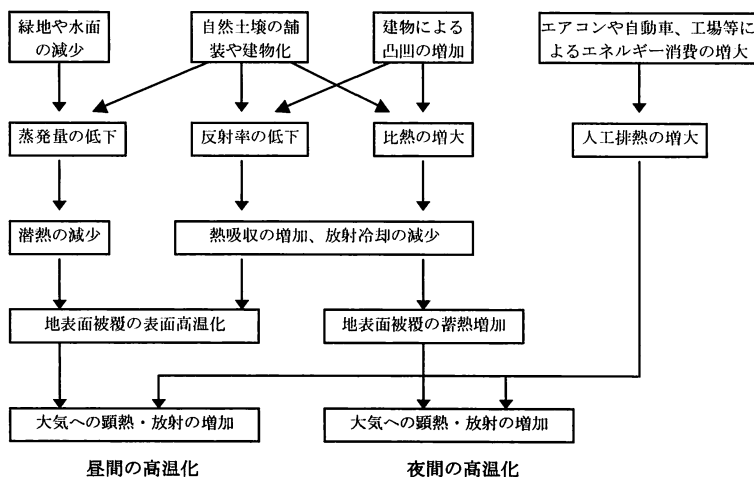 緑地や水面
の減少
自然土壌の舗
装や建物化
建物による
凸凹の増加
エアコンや自動車、工場等に
よるエネルギー消費の増大
蒸発量の低下
反射率の低下
比熱の増大
人工排熱の増大
潜熱の減少
熱吸収の増加、放射冷却の減少
地表面被覆の表面高温化
地表面被覆の蓄熱増加
大気への顕熱・放射の増加
大気への顕熱・放射の増加
昼間の高温化
夜間の高温化